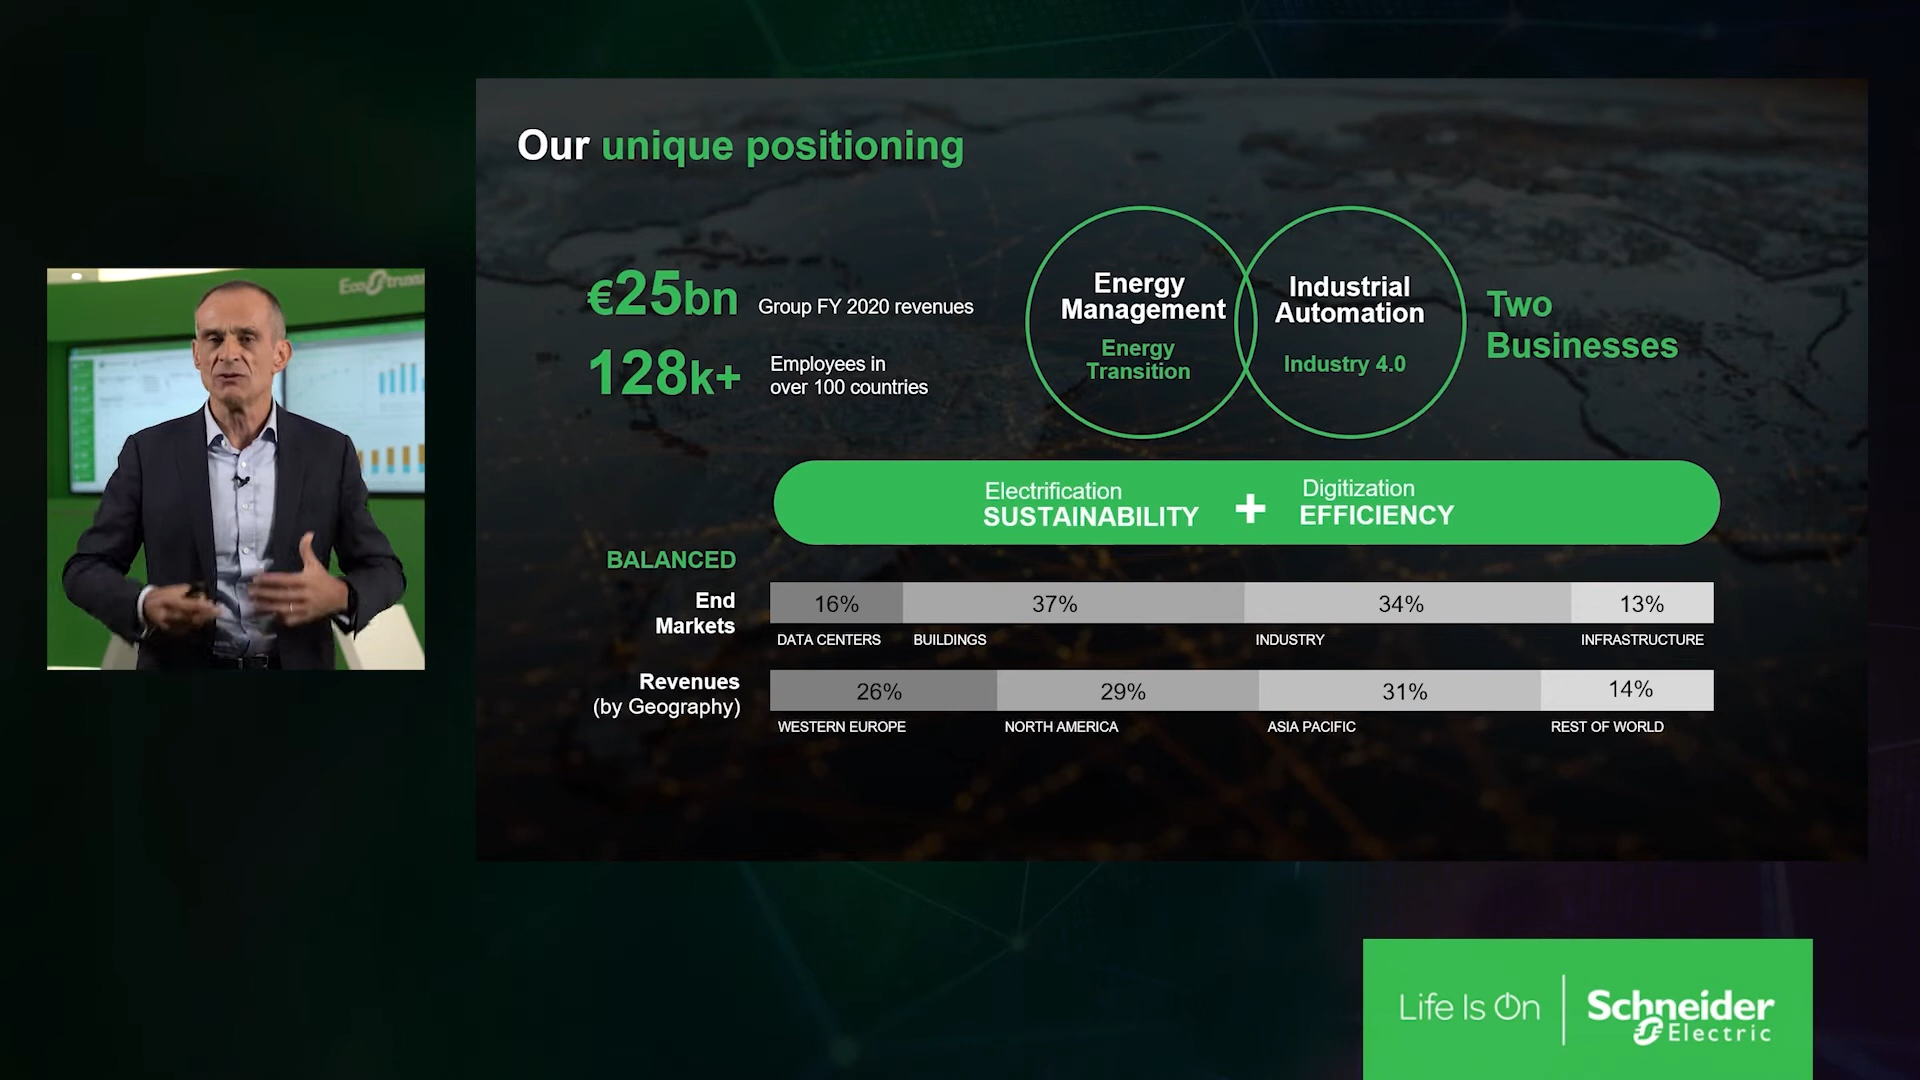 Our unique positioning
€25bn Group FY 2020 revenues
128k+ Employees in
over 100 countries
Energy
Management
Energy
Transition
Industrial
Automation
Industry 4.0
Two
Businesses
Electrification
SUSTAINABILITY
+
Digitization
EFFICIENCY
BALANCED
End
Markets
16% 37% 34% 13%
DATA CENTERS BUILDINGS INDUSTRY INFRASTRUCTURE
Revenues
(by Geography)
26% 29% 31% 14%
WESTERN EUROPE NORTH AMERICA ASIA PACIFIC REST OF WORLD
Life Is On
Schneider
Electric